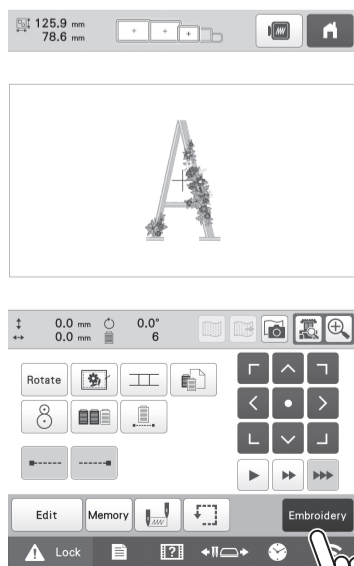 125.9 mm
78.6 mm
A
0.0 mm 0.0°
0.0 mm 6
Rotate
Edit Memory Embroidery
Lock